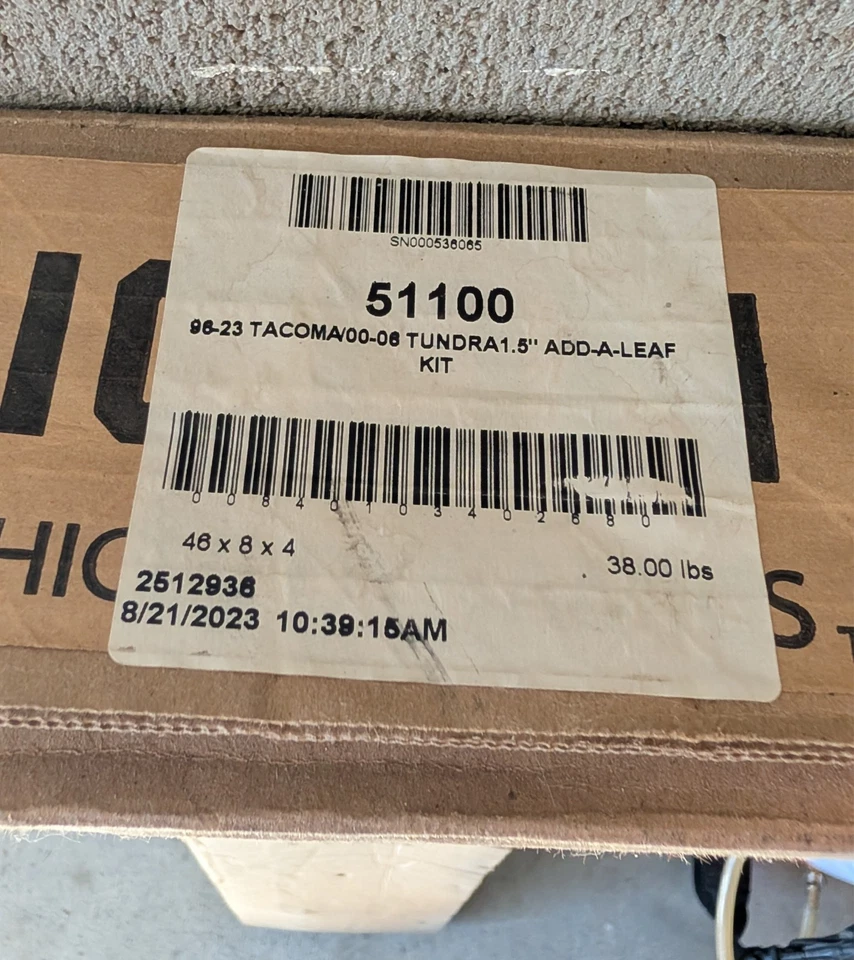 SN000536065
51100
96-23 TACOMA/00-06 TUNDRA1.5" ADD-A-LEAF
KIT
00840103402680
46 x 8 x 4
38.00 lbs
2512936
8/21/2023 10:39:15AM